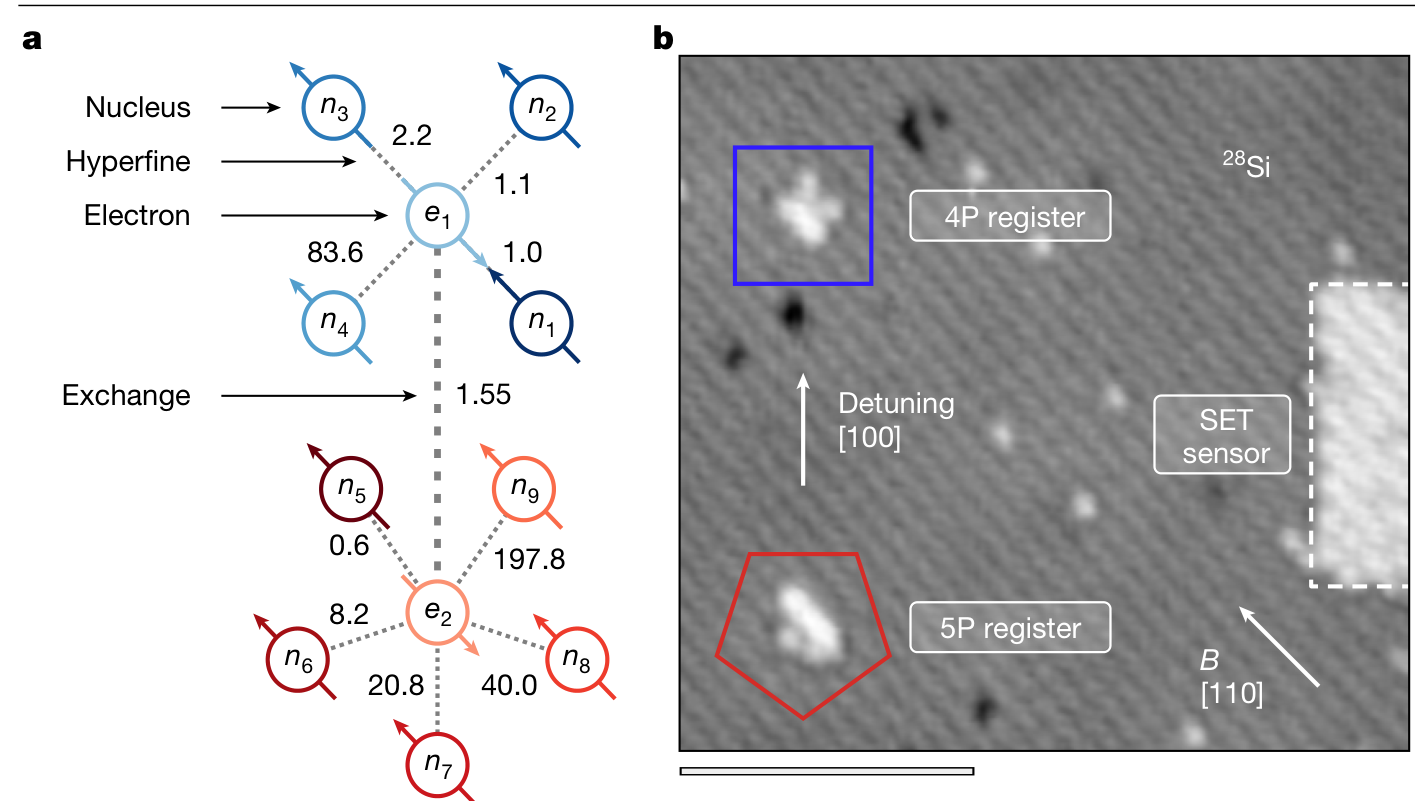 a
Nucleus
Hyperfine
Electron
Exchange
n3
n2
2.2
1.1
e1
83.6
1.0
n4
n1
1.55
n5
n9
0.6
197.8
e2
8.2
n6
n8
20.8
40.0
n7
b
28Si
4P register
Detuning
[100]
SET
sensor
5P register
B
[110]